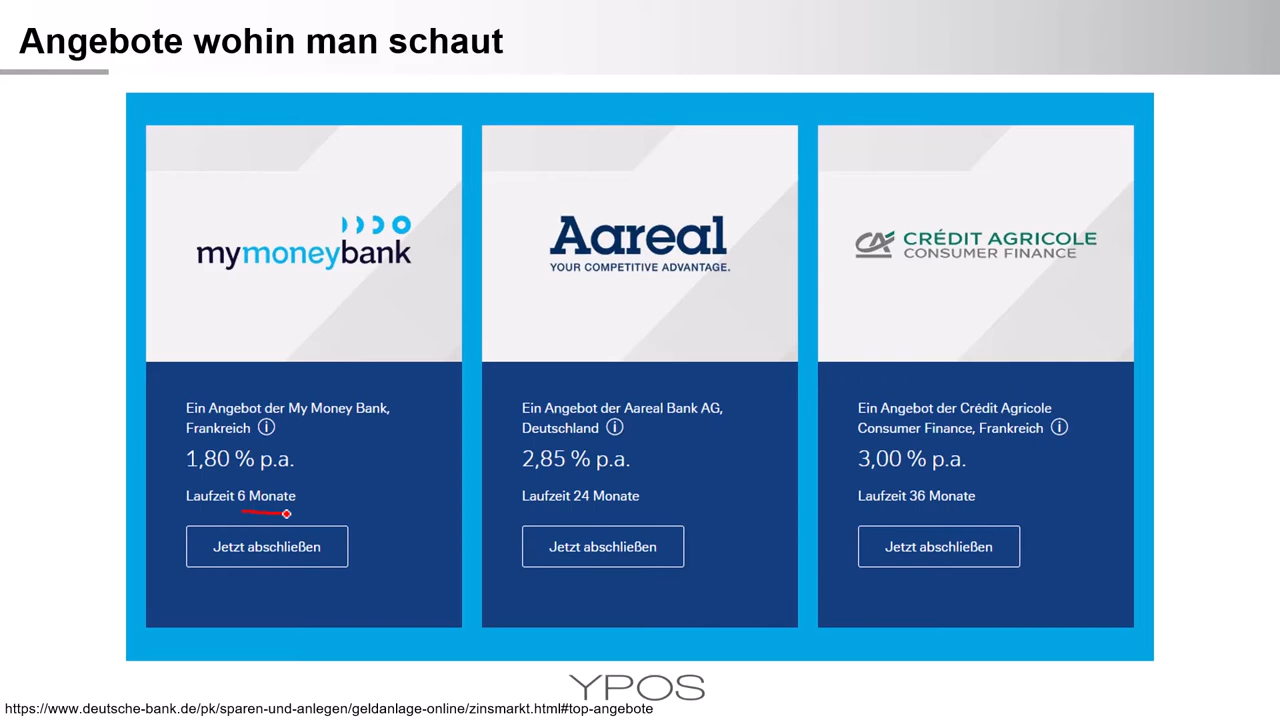 Angebote wohin man schaut
mymoneybank
Ein Angebot der My Money Bank,
Frankreich
1,80 % p.a.
Laufzeit 6 Monate
Jetzt abschließen
Aareal
YOUR COMPETITIVE ADVANTAGE.
Ein Angebot der Aareal Bank AG,
Deutschland
2,85 % p.a.
Laufzeit 24 Monate
Jetzt abschließen
CA CRÉDIT AGRICOLE
CONSUMER FINANCE
Ein Angebot der Crédit Agricole
Consumer Finance, Frankreich
3,00 % p.a.
Laufzeit 36 Monate
Jetzt abschließen
YPOS
https://www.deutsche-bank.de/pk/sparen-und-anlegen/geldanlage-online/zinsmarkt.html#top-angebote